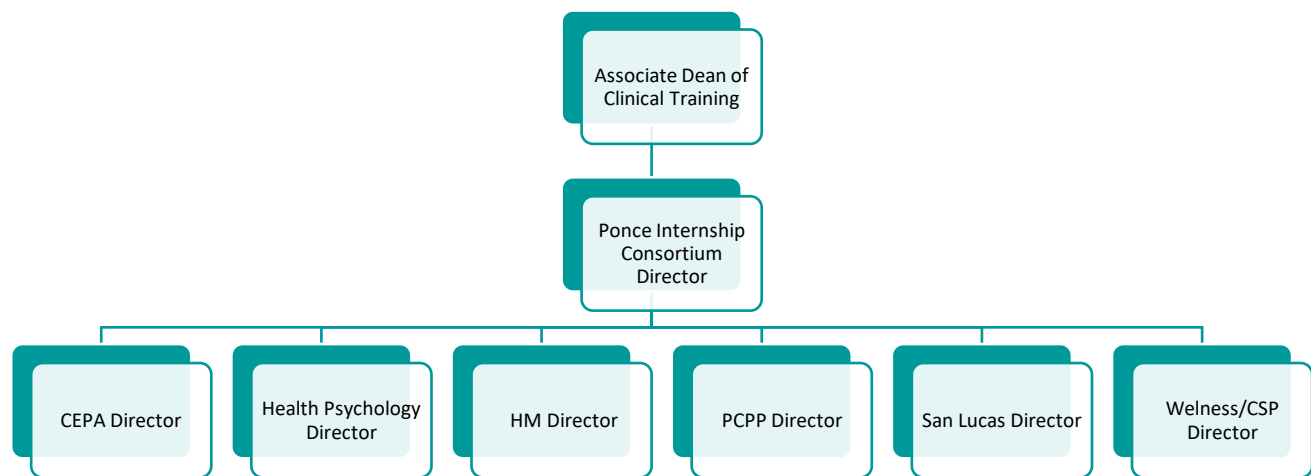 Associate Dean of
Clinical Training
Ponce Internship
Consortium
Director
CEPA Director
Health Psychology
Director
HM Director
PCPP Director
San Lucas Director
Welness/CSP
Director